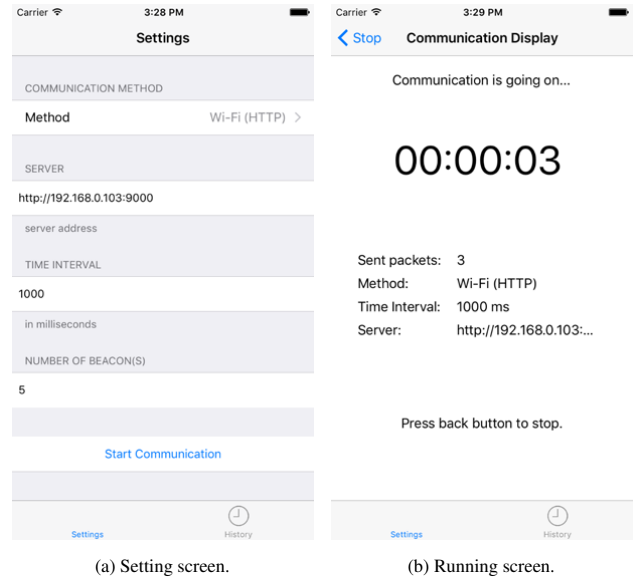 Carrier 3:28 PM
Settings
COMMUNICATION METHOD
Method Wi-Fi (HTTP)
SERVER
http://192.168.0.103:9000
server address
TIME INTERVAL
1000
in milliseconds
NUMBER OF BEACON(S)
5
Start Communication
Settings History
(a) Setting screen.
Carrier 3:29 PM
Stop Communication Display
Communication is going on...
00:00:03
Sent packets: 3
Method: Wi-Fi (HTTP)
Time Interval: 1000 ms
Server: http://192.168.0.103:...
Press back button to stop.
Settings History
(b) Running screen.